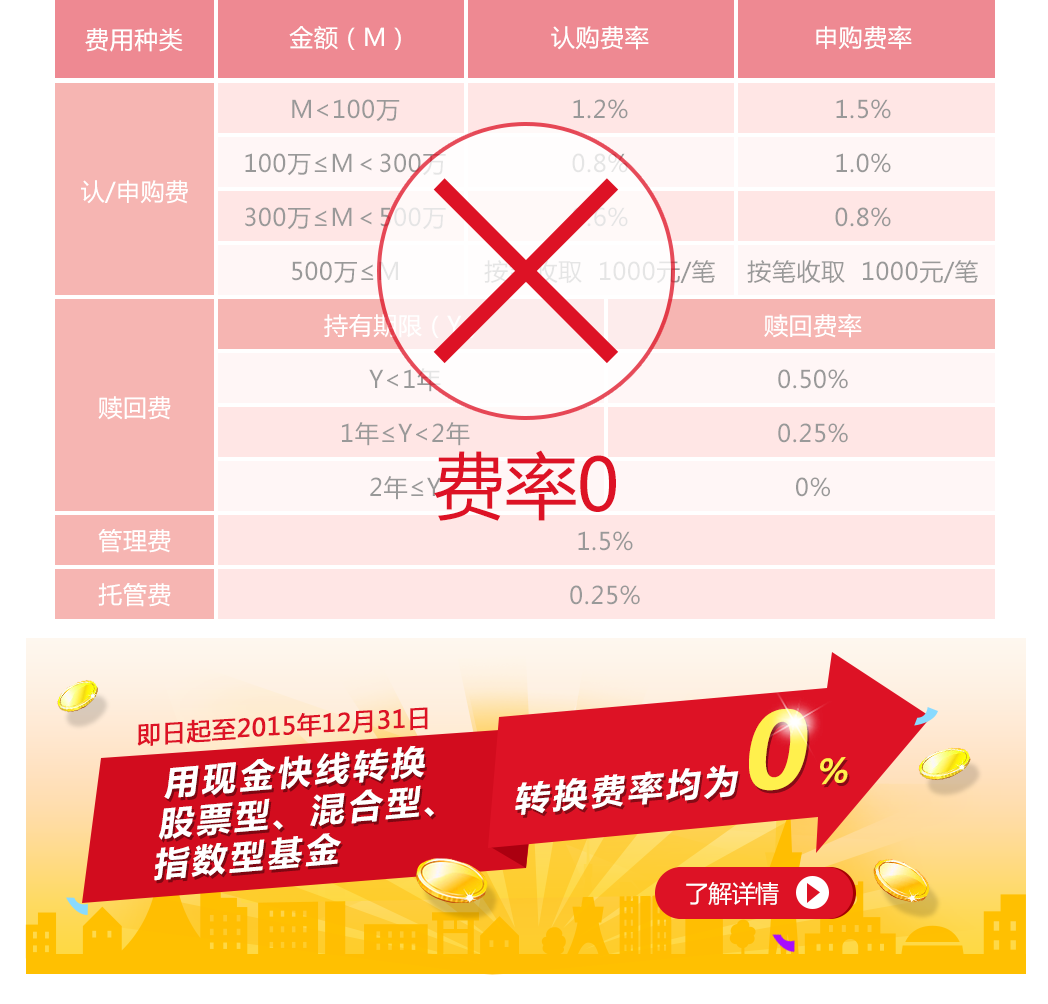 费用种类 金额（M） 认购费率 申购费率
认/申购费
M<100万 1.2% 1.5%
100万≤M＜300万 0.8% 1.0%
300万≤M＜500万 0.6% 0.8%
500万≤M 按笔收取 1000元/笔 按笔收取 1000元/笔
赎回费
持有期限（Y 赎回费率
Y<1年 0.50%
1年≤Y<2年 0.25%
2年≤Y 0%
费率0
管理费 1.5%
托管费 0.25%
即日起至2015年12月31日
用现金快线转换
股票型、混合型、
指数型基金
转换费率均为0%
了解详情